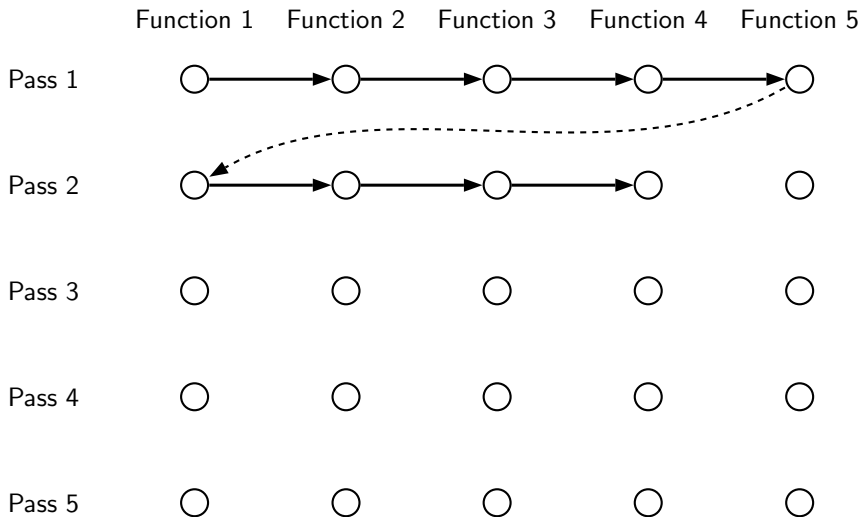 Function 1 Function 2 Function 3 Function 4 Function 5
Pass 1
Pass 2
Pass 3
Pass 4
Pass 5